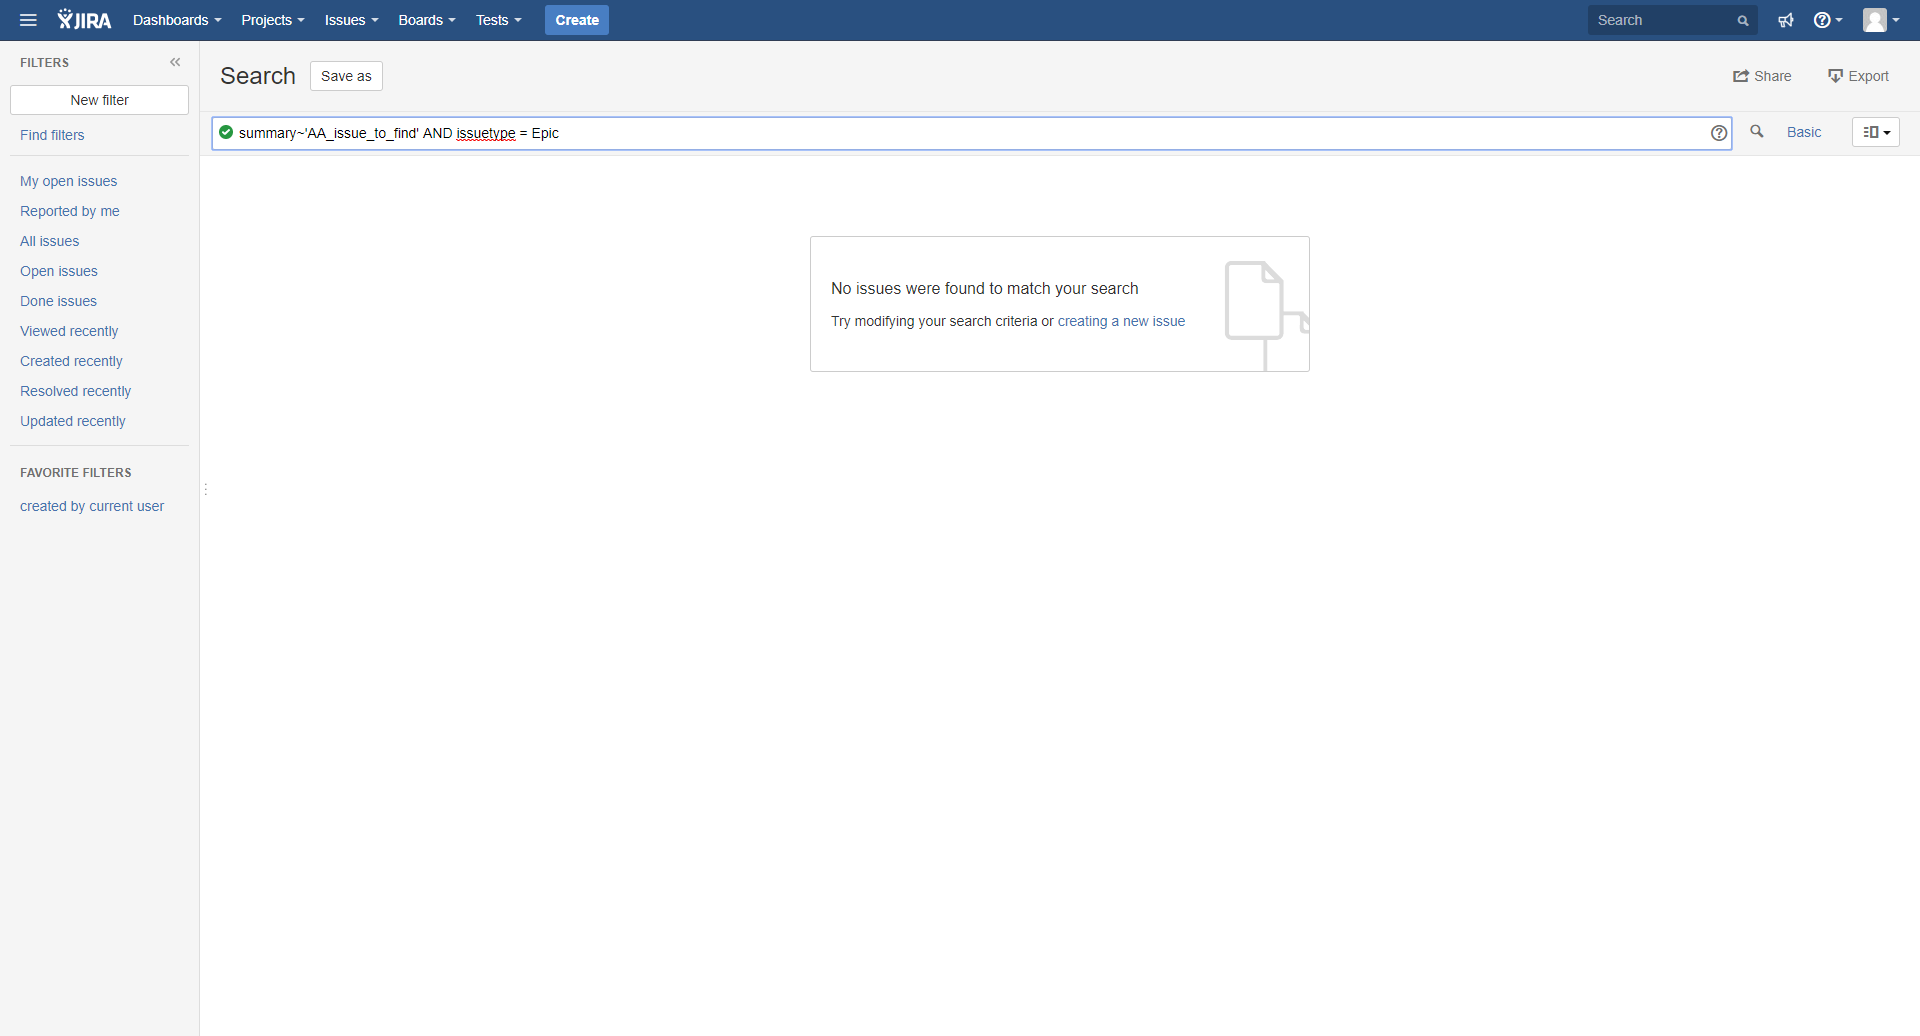 JIRA Dashboards Projects Issues Boards Tests Create Search
FILTERS
New filter
Find filters
My open issues
Reported by me
All issues
Open issues
Done issues
Viewed recently
Created recently
Resolved recently
Updated recently
FAVORITE FILTERS
created by current user
Search Save as Share Export
summary~'AA_issue_to_find' AND issuetype = Epic Basic
No issues were found to match your search
Try modifying your search criteria or creating a new issue